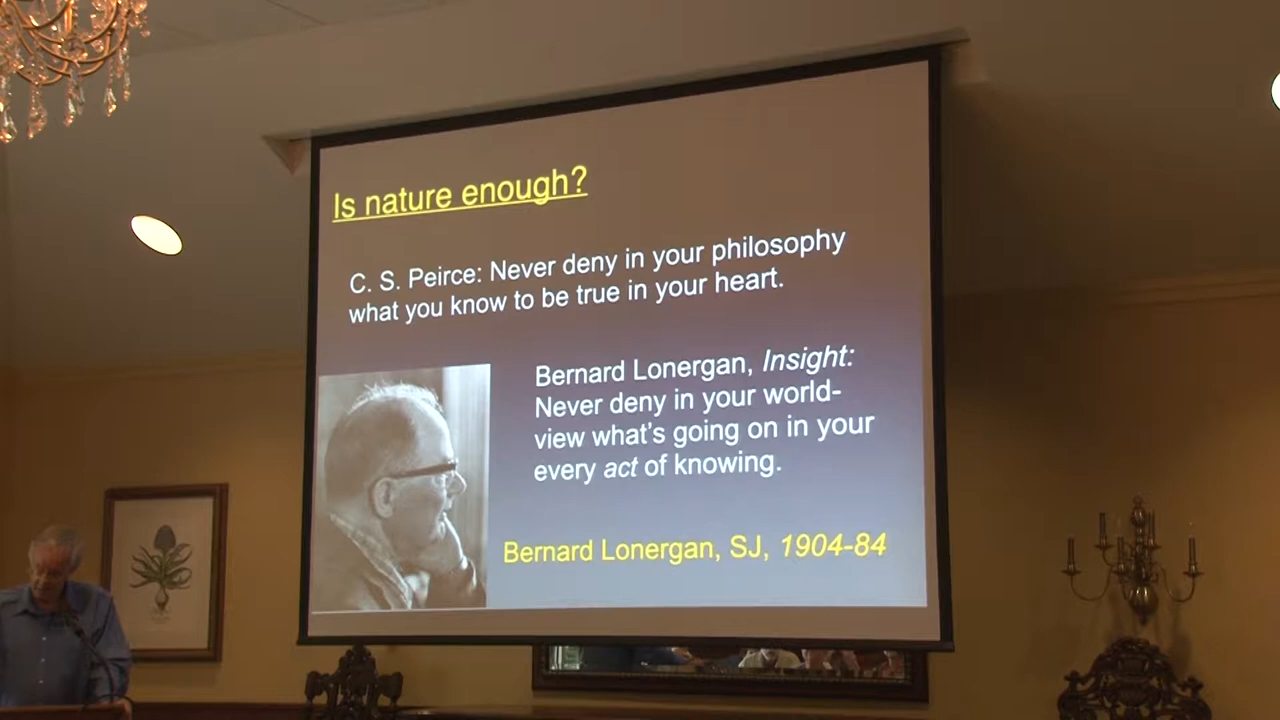 Is nature enough?
C. S. Peirce: Never deny in your philosophy
what you know to be true in your heart.
Bernard Lonergan, Insight:
Never deny in your world-
view what's going on in your
every act of knowing.
Bernard Lonergan, SJ, 1904-84